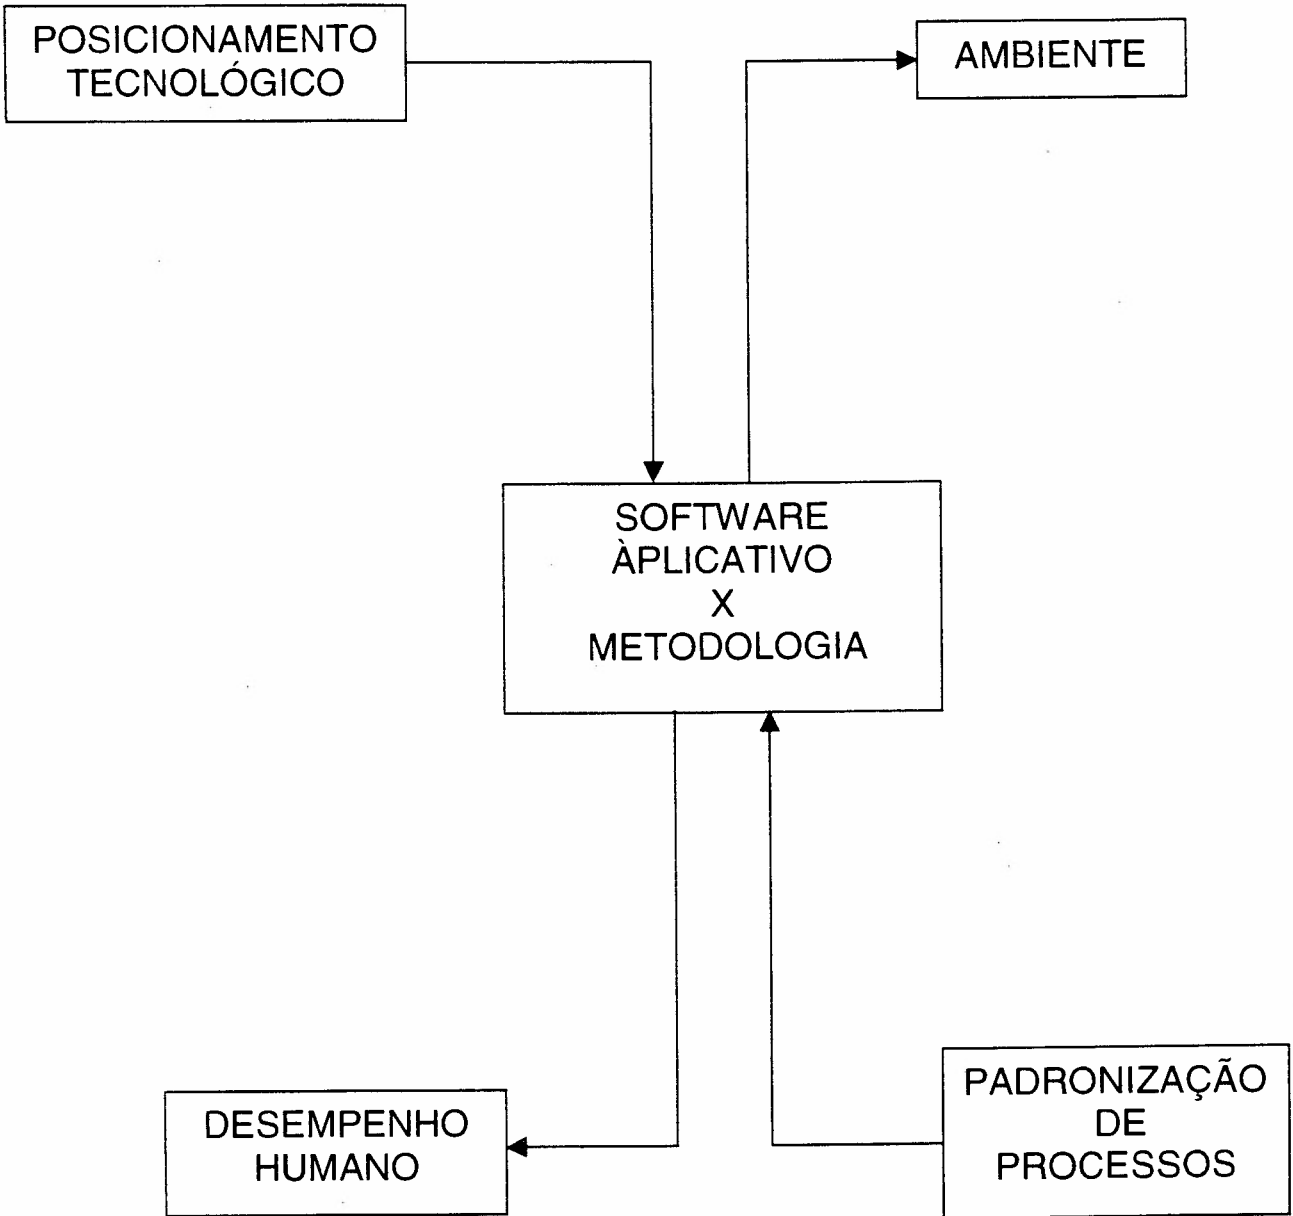 POSICIONAMENTO
TECNOLÓGICO
AMBIENTE
SOFTWARE
ÀPLICATIVO
X
METODOLOGIA
DESEMPENHO
HUMANO
PADRONIZAÇÃO
DE
PROCESSOS